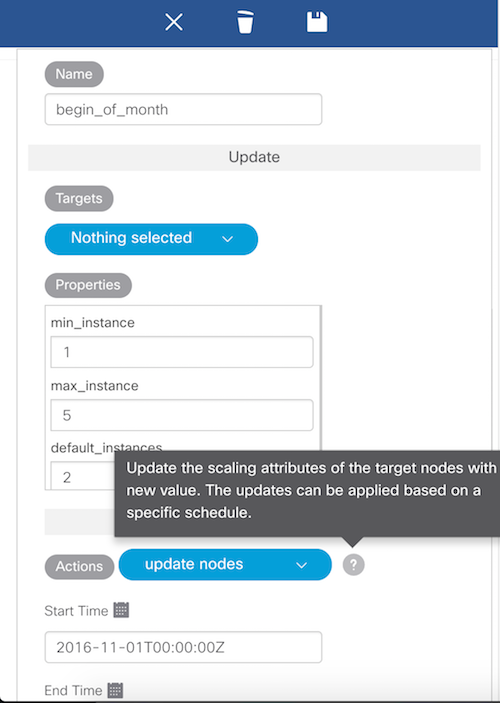 Name
begin_of_month
Update
Targets
Nothing selected
Properties
min_instance
1
max_instance
5
default_instances
2
Update the scaling attributes of the target nodes with
new value. The updates can be applied based on a
specific schedule.
Actions
update nodes
?
Start Time
2016-11-01T00:00:00Z
End Time